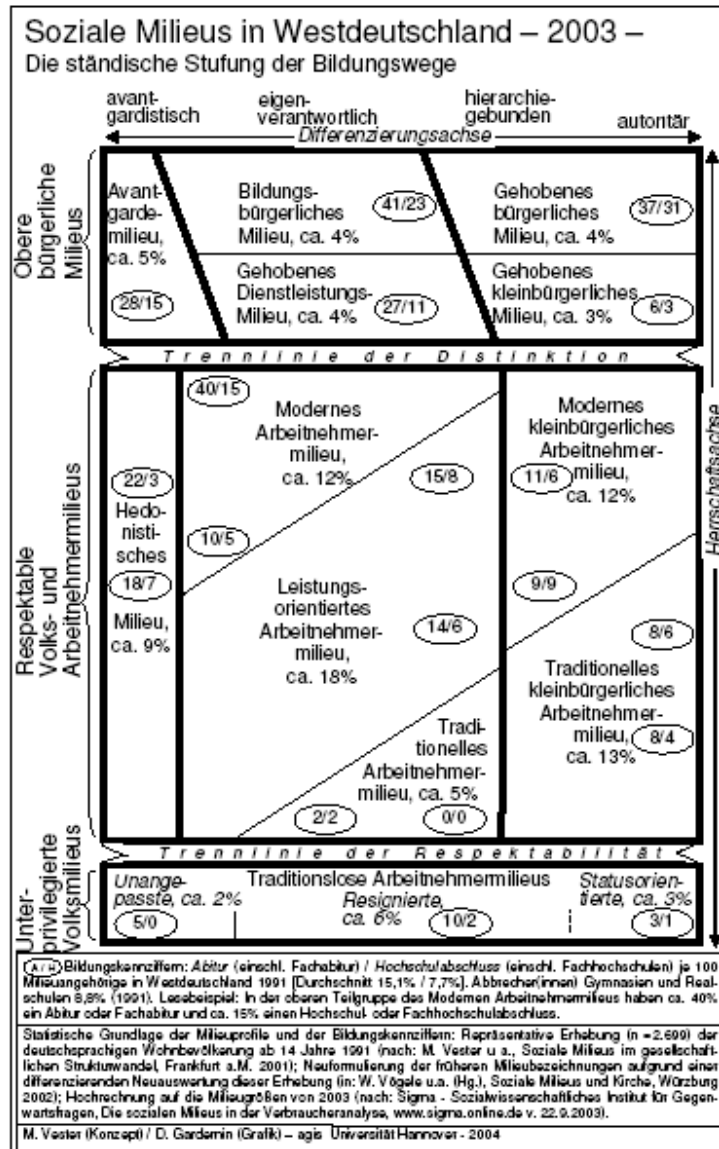 Soziale Milieus in Westdeutschland – 2003 –
Die ständische Stufung der Bildungswege
avant-
gardistisch
eigen-
verantwortlich
hierarchie-
gebunden
autoritär
Differenzierungsachse
Obere
bürgerliche
Milieus
Avant-
garde-
milieu,
ca. 5%
28/15
Bildungs-
bürgerliches
Milieu, ca. 4%
41/23
Gehobenes
bürgerliches
Milieu, ca. 4%
37/31
Gehobenes
Dienstleistungs-
Milieu, ca. 4%
27/11
Gehobenes
kleinbürgerliches
Milieu, ca. 3%
6/3
Trennlinie der Distinktion
Herrschaftsachse
Respektable
Volks- und
Arbeitnehmermilieus
40/15
Modernes
Arbeitnehmer-
milieu,
ca. 12%
15/8
10/5
Modernes
kleinbürgerliches
Arbeitnehmer-
milieu,
ca. 12%
11/6
9/9
22/3
Hedo-
nistisches
18/7
Milieu,
ca. 9%
Leistungs-
orientiertes
Arbeitnehmer-
milieu,
ca. 18%
14/6
8/6
Traditionelles
kleinbürgerliches
Arbeitnehmer-
milieu,
ca. 13%
8/4
Tradi-
tionelles
Arbeitnehmer-
milieu, ca. 5%
2/2
0/0
Trennlinie der Respektabilität
Unter-
privilegierte
Volksmilieus
Traditionslose Arbeitnehmermilieus
Unange-
passte, ca. 2%
5/0
Resignierte,
ca. 6%
10/2
Statusorien-
tierte, ca. 3%
3/1
A / H Bildungskennziffern: Abitur (einschl. Fachabitur) / Hochschulabschluss (einschl. Fachhochschulen) je 100
Milieuangehörige in Westdeutschland 1991 [Durchschnitt 15,1% / 7,7%]. Abbrecher(innen) Gymnasien und Real-
schulen 8,8% (1991). Lesebeispiel: In der oberen Teilgruppe des Modernen Arbeitnehmermilieus haben ca. 40%
ein Abitur oder Fachabitur und ca. 15% einen Hochschul- oder Fachhochschulabschluss.
Statistische Grundlage der Milieuprofile und der Bildungskennziffern: Repräsentative Erhebung (n = 2.699) der
deutschsprachigen Wohnbevölkerung ab 14 Jahre 1991 (nach: M. Vester u a., Soziale Milieus im gesellschaft-
lichen Strukturwandel, Frankfurt a.M. 2001); Neuformulierung der früheren Milieubezeichnungen aufgrund einer
differenzierenden Neuauswertung dieser Erhebung (in: W. Vögele u.a. (Hg.), Soziale Milieus und Kirche, Würzburg
2002); Hochrechnung auf die Milieugrößen von 2003 (nach: Sigma - Sozialwissenschaftliches Institut für Gegen-
wartsfragen, Die sozialen Milieus in der Verbraucheranalyse, www.sigma.online.de v. 22.9.2003).
M. Vester (Konzept) / D. Gardemin (Grafik) – agis Universität Hannover - 2004